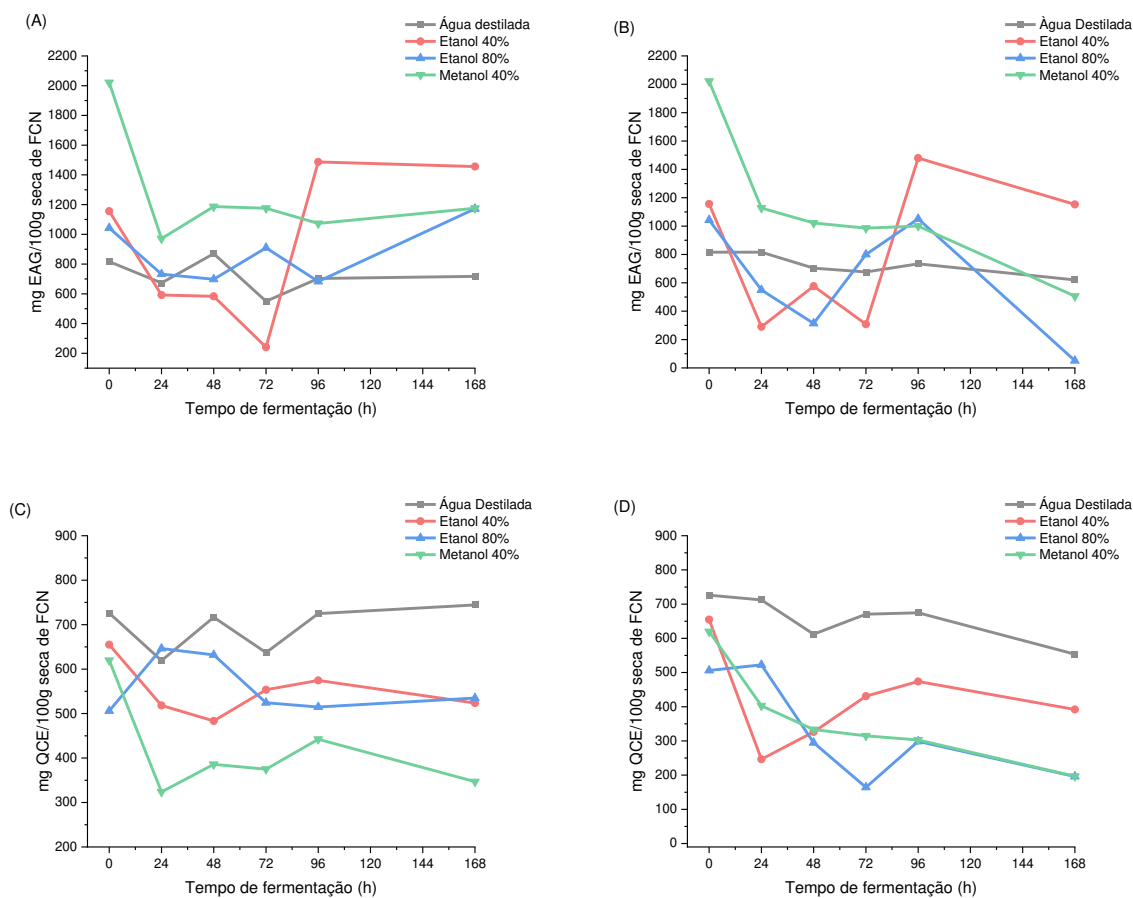 (A)
Água destilada
Etanol 40%
Etanol 80%
Metanol 40%
2200
2000
1800
1600
1400
1200
1000
800
600
400
200
mg EAG/100g seca de FCN
0 24 48 72 96 120 144 168
Tempo de fermentação (h)
(B)
Àgua Destilada
Etanol 40%
Etanol 80%
Metanol 40%
2200
2000
1800
1600
1400
1200
1000
800
600
400
200
0
mg EAG/100g seca de FCN
0 24 48 72 96 120 144 168
Tempo de fermentação (h)
(C)
Água Destilada
Etanol 40%
Etanol 80%
Metanol 40%
900
800
700
600
500
400
300
200
mg QCE/100g seca de FCN
0 24 48 72 96 120 144 168
Tempo de fermentação (h)
(D)
Água Destilada
Etanol 40%
Etanol 80%
Metanol 40%
900
800
700
600
500
400
300
200
100
0
mg QCE/100g seca de FCN
0 24 48 72 96 120 144 168
Tempo de fermentação (h)